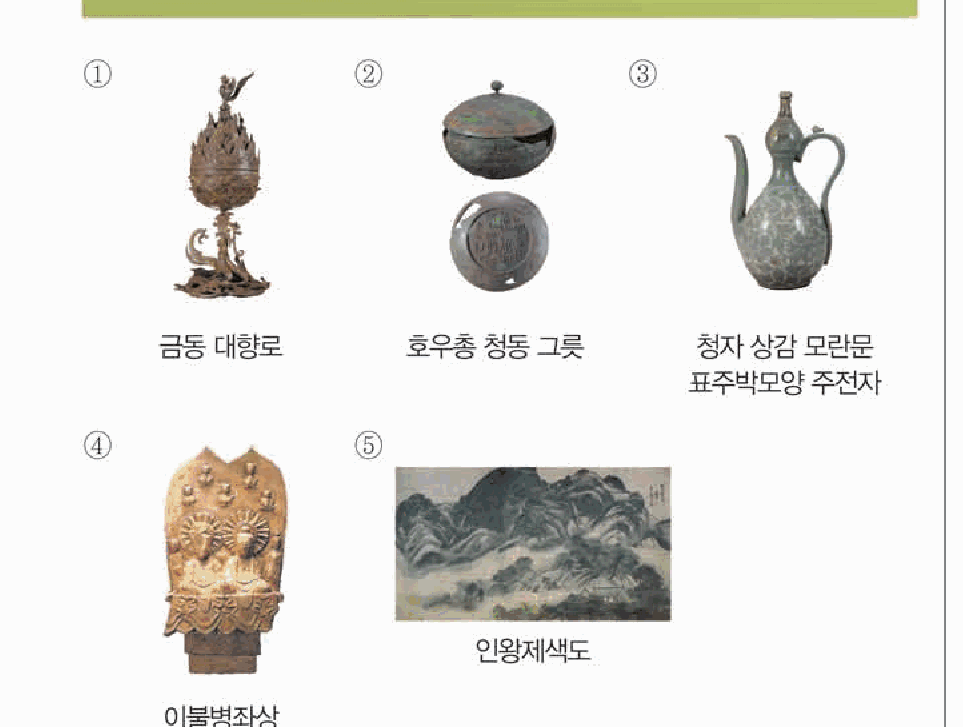 ① ② ③
금동 대향로
호우총 청동 그릇
청자 상감 모란문
표주박모양 주전자
④ ⑤
인왕제색도
이불병좌상